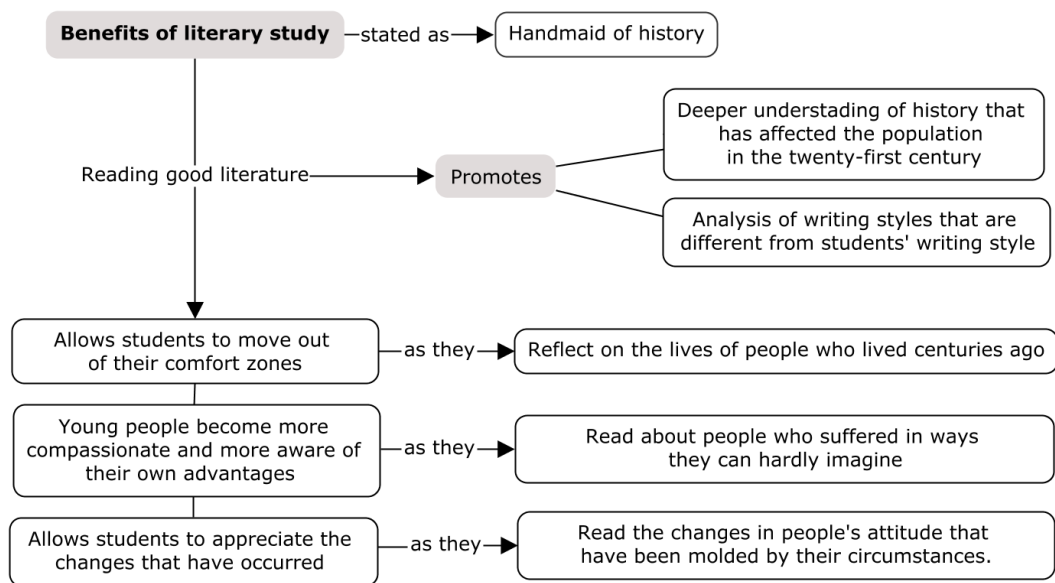 Benefits of literary study
stated as
Handmaid of history
Reading good literature
Promotes
Deeper understading of history that
has affected the population
in the twenty-first century
Analysis of writing styles that are
different from students' writing style
Allows students to move out
of their comfort zones
as they
Reflect on the lives of people who lived centuries ago
Young people become more
compassionate and more aware of
their own advantages
as they
Read about people who suffered in ways
they can hardly imagine
Allows students to appreciate the
changes that have occurred
as they
Read the changes in people's attitude that
have been molded by their circumstances.